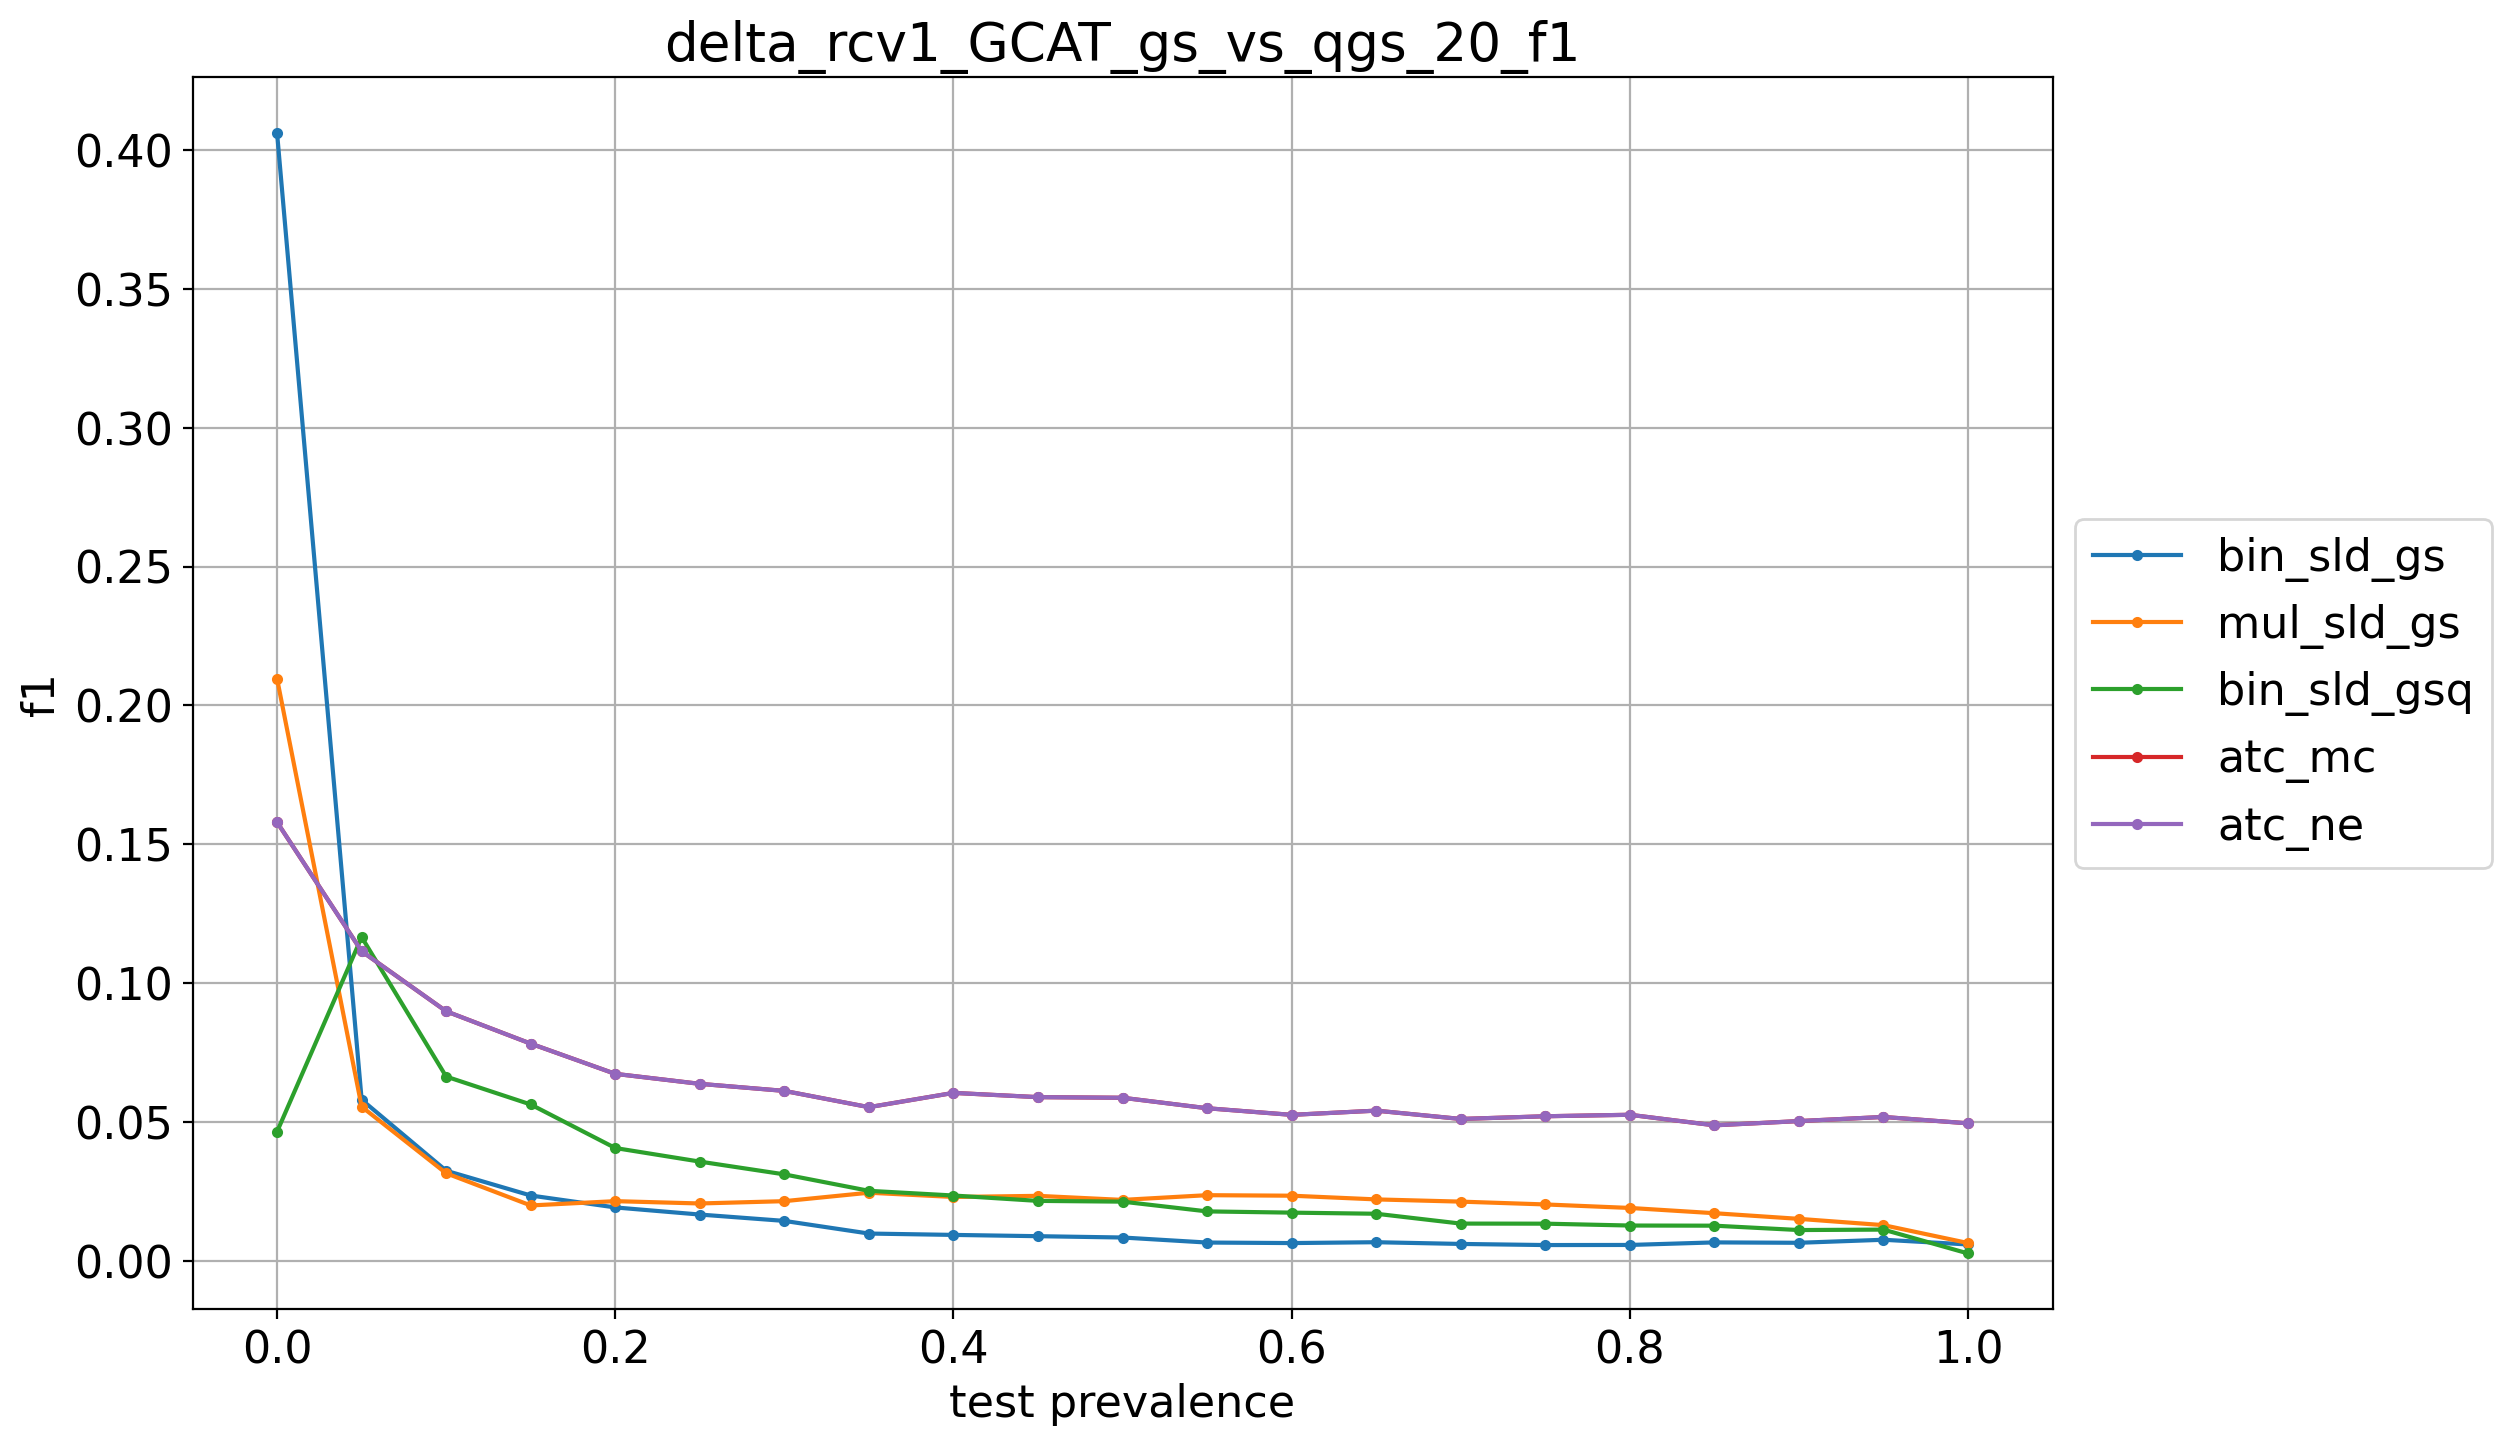 delta_rcv1_GCAT_gs_vs_qgs_20_f1
0.40
0.35
0.30
0.25
0.20
0.15
0.10
0.05
0.00
f1
0.0 0.2 0.4 0.6 0.8 1.0
test prevalence
bin_sld_gs
mul_sld_gs
bin_sld_gsq
atc_mc
atc_ne